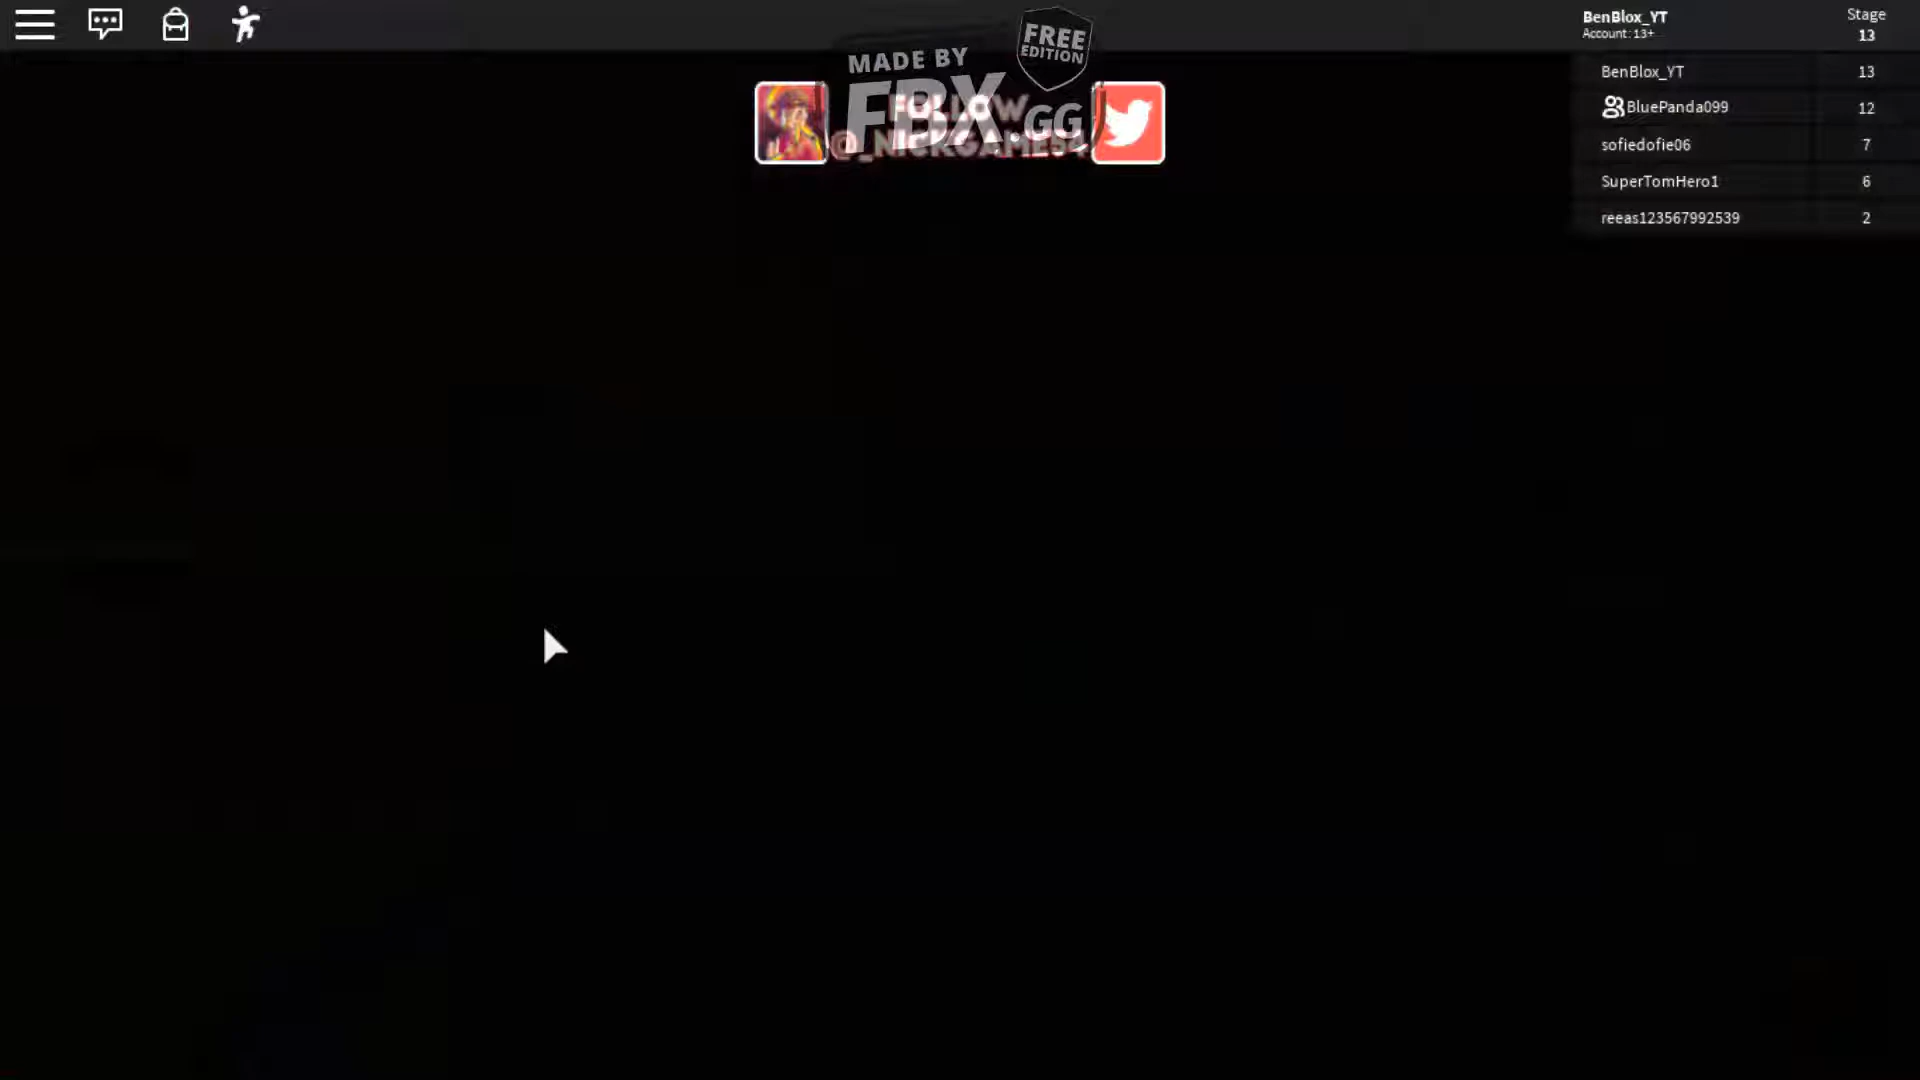 BenBlox_YT
Account: 13+
Stage
13
MADE BY
FREE
EDITION
FBX.GG
FOLLOW
BenBlox_YT 13
BluePanda099 12
sofiedofie06 7
SuperTomHero1 6
reeas123567992539 2